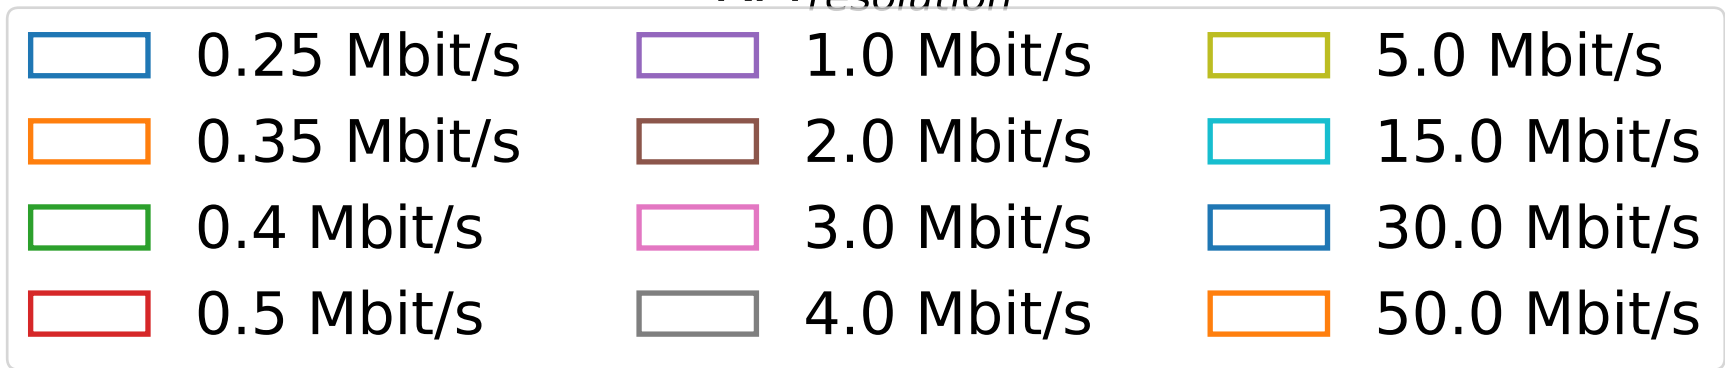 resolution
0.25 Mbit/s
0.35 Mbit/s
0.4 Mbit/s
0.5 Mbit/s
1.0 Mbit/s
2.0 Mbit/s
3.0 Mbit/s
4.0 Mbit/s
5.0 Mbit/s
15.0 Mbit/s
30.0 Mbit/s
50.0 Mbit/s